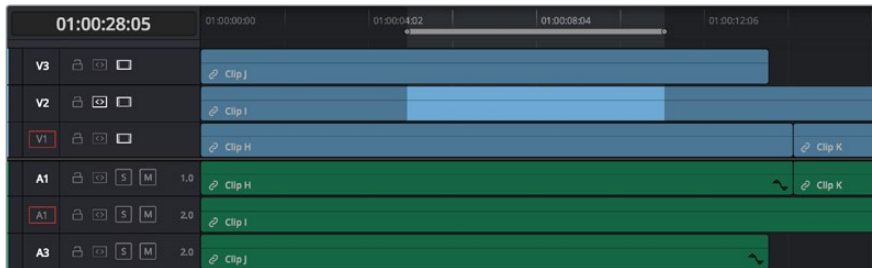 01:00:28:05 01:00:00:00 01:00:04:02 01:00:08:04 01:00:12:06
V3 Clip J
V2 Clip I
V1 Clip H Clip K
A1 S M 1.0 Clip H Clip K
A1 S M 2.0 Clip I
A3 S M 2.0 Clip J